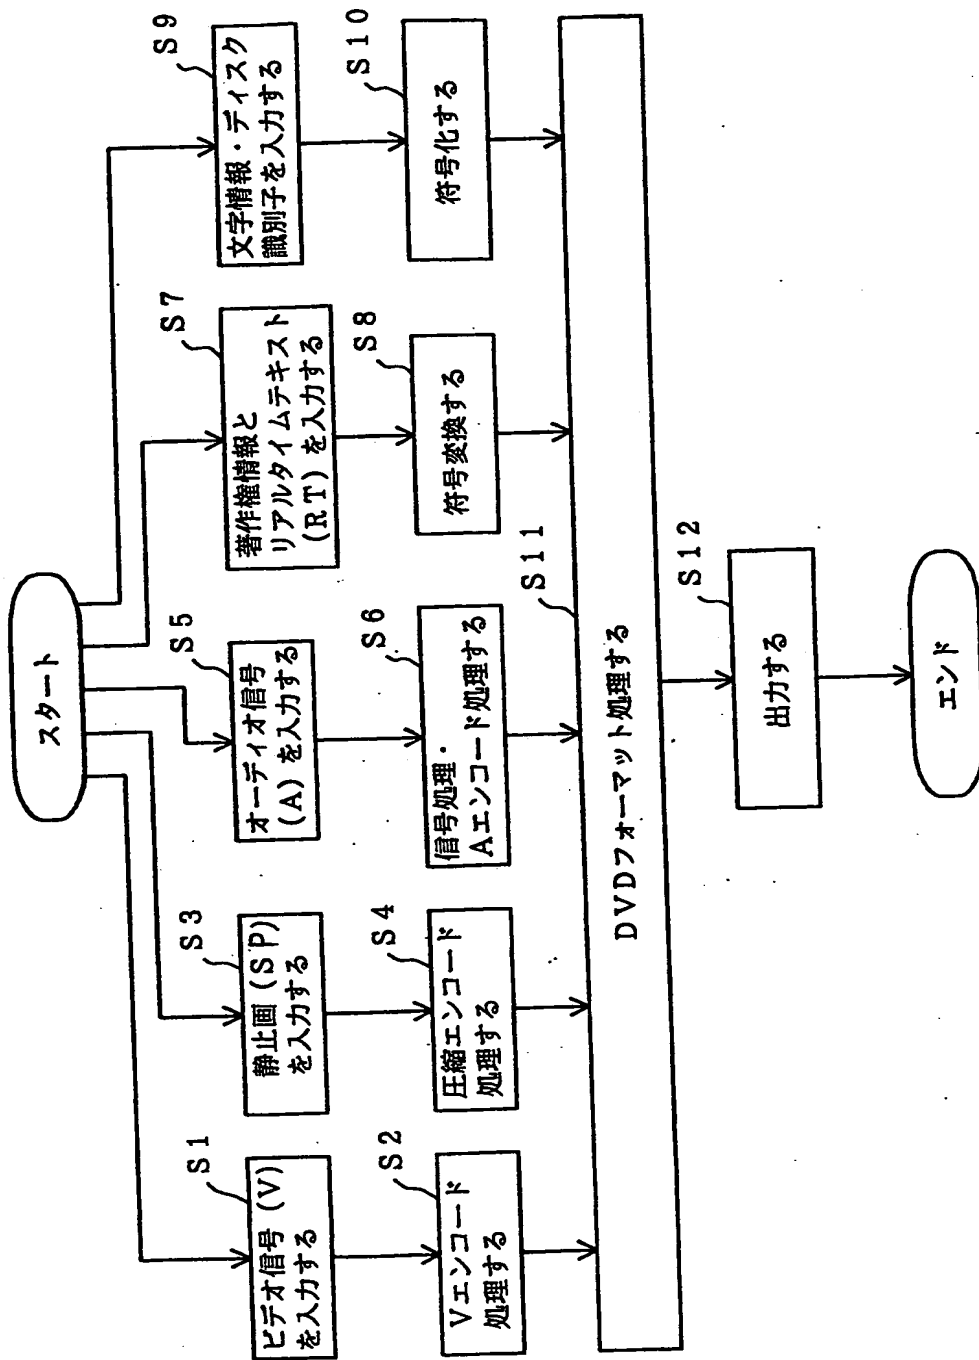 スタート
S1
ビデオ信号(V)
を入力する
S2
Vエンコード
処理する
S3
静止画(SP)
を入力する
S4
圧縮エンコード
処理する
S5
オーディオ信号
(A)を入力する
S6
信号処理・
Aエンコード処理する
S7
著作権情報と
リアルタイムテキスト
(RT)を入力する
S8
符号変換する
S9
文字情報・ディスク
識別子を入力する
S10
符号化する
S11
DVDフォーマット処理する
S12
出力する
エンド